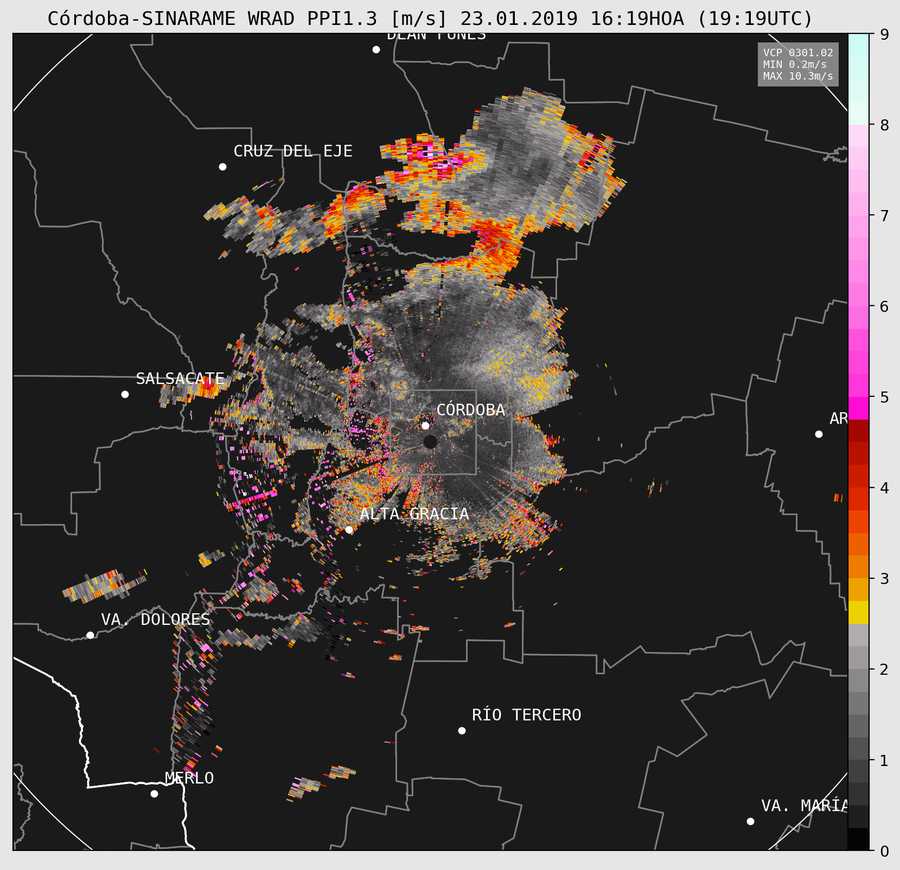 Córdoba-SINARAME WRAD PPI1.3 [m/s] 23.01.2019 16:19HOA (19:19UTC)
DEÁN FUNES
VCP 0301.02
MIN 0.2m/s
MAX 10.3m/s
9
8
7
6
5
4
3
2
1
0
CRUZ DEL EJE
SALSACATE
CÓRDOBA
AR
ALTA GRACIA
VA. DOLORES
RÍO TERCERO
MERLO
VA. MARÍA